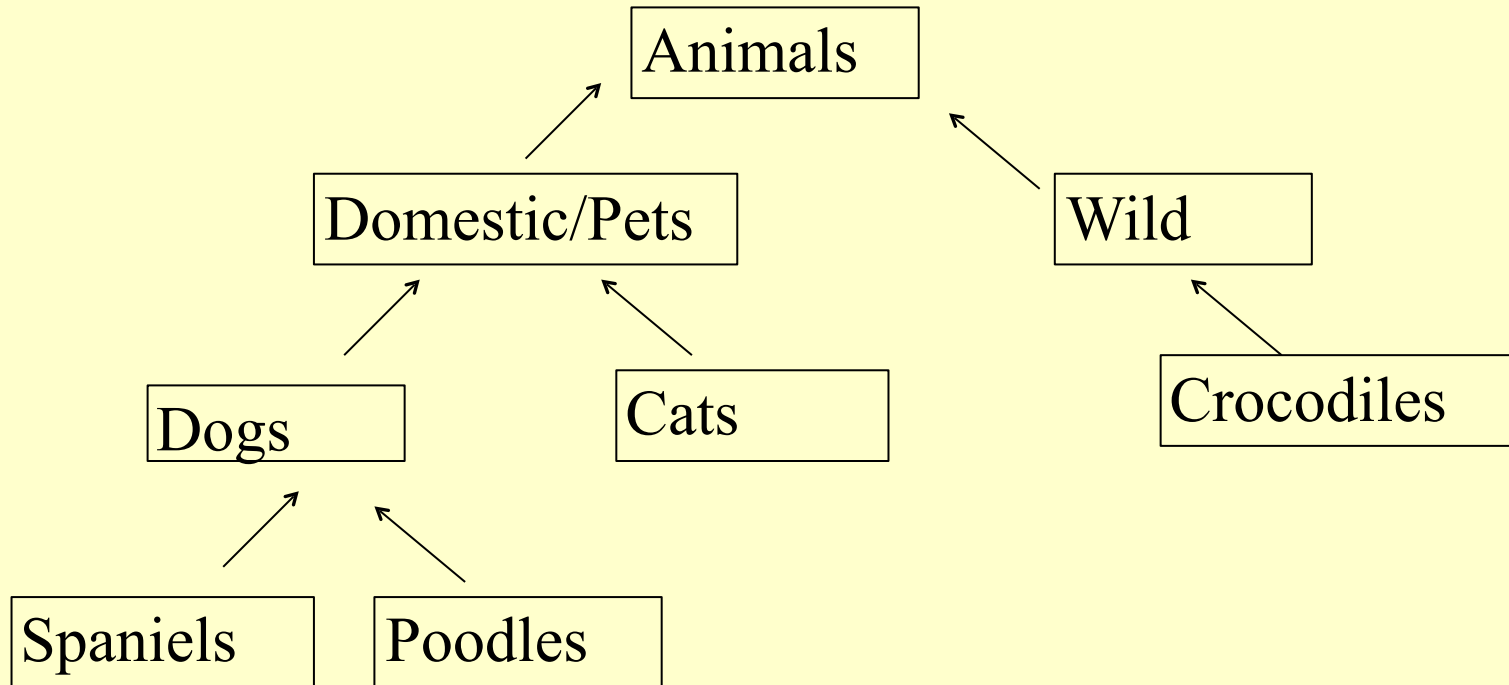 Animals
Domestic/Pets
Wild
Dogs
Cats
Crocodiles
Spaniels
Poodles